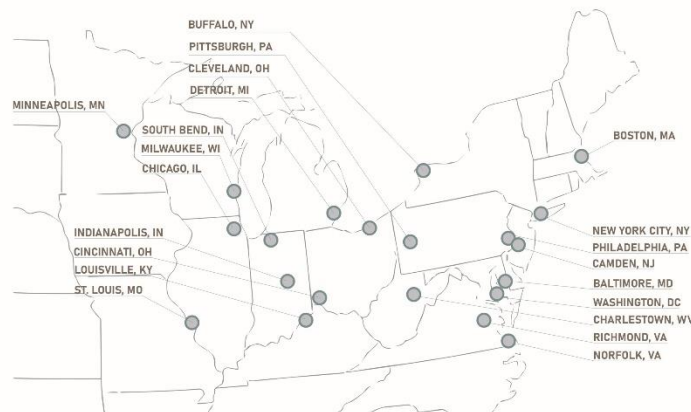 BUFFALO, NY
PITTSBURGH, PA
CLEVELAND, OH
DETROIT, MI
MINNEAPOLIS, MN
SOUTH BEND, IN
MILWAUKEE, WI
CHICAGO, IL
INDIANAPOLIS, IN
CINCINNATI, OH
LOUISVILLE, KY
ST. LOUIS, MO
BOSTON, MA
NEW YORK CITY, NY
PHILADELPHIA, PA
CAMDEN, NJ
BALTIMORE, MD
WASHINGTON, DC
CHARLESTOWN, WV
RICHMOND, VA
NORFOLK, VA